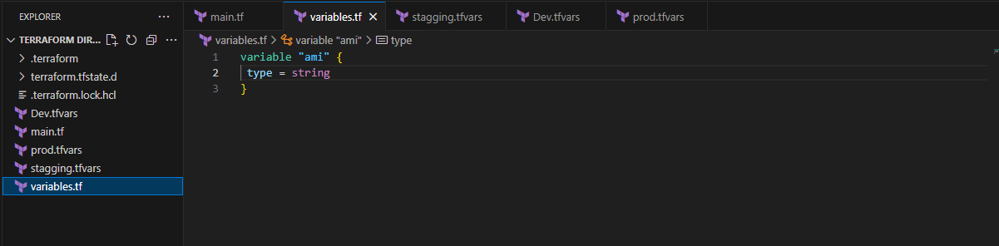 EXPLORER ...
TERRAFORM DIR... ...
.terraform
terraform.tfstate.d
.terraform.lock.hcl
Dev.tfvars
main.tf
prod.tfvars
stagging.tfvars
variables.tf
main.tf variables.tf stagging.tfvars Dev.tfvars prod.tfvars
variables.tf > variable "ami" > type
1 variable "ami" {
2 type = string
3 }